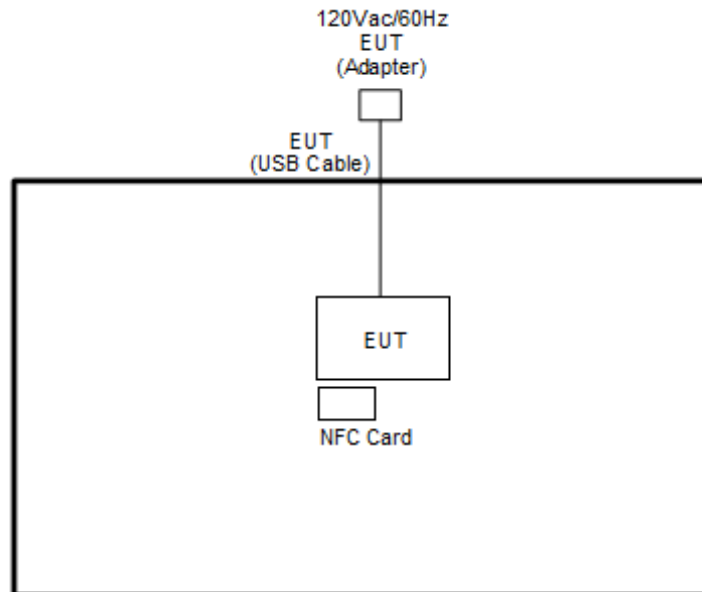 120Vac/60Hz
EUT
(Adapter)
EUT
(USB Cable)
EUT
NFC Card